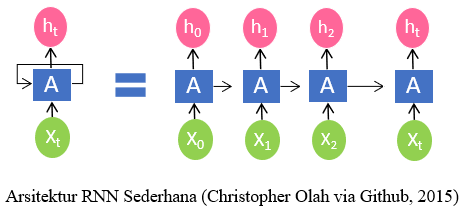 ht h0 h1 h2 ht
A = A A A A
Xt X0 X1 X2 Xt
Arsitektur RNN Sederhana (Christopher Olah via Github, 2015)